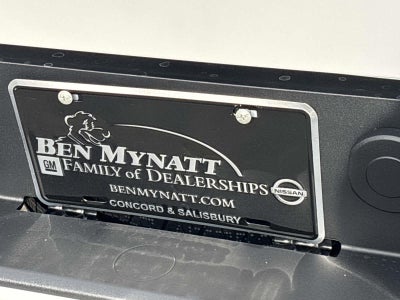 BEN MYNATT
GM FAMILY of DEALERSHIPS NISSAN
BENMYNATT.COM
CONCORD & SALISBURY